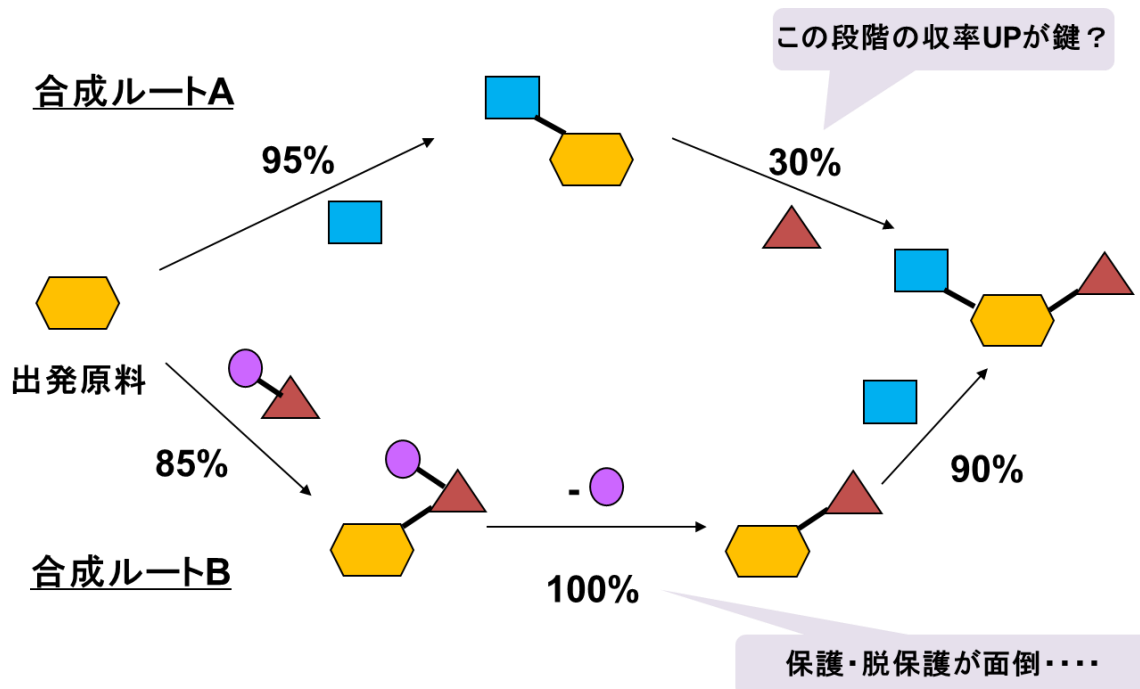 この段階の収率UPが鍵？
合成ルートA
95%
30%
出発原料
85%
-
90%
合成ルートB
100%
保護・脱保護が面倒・・・・